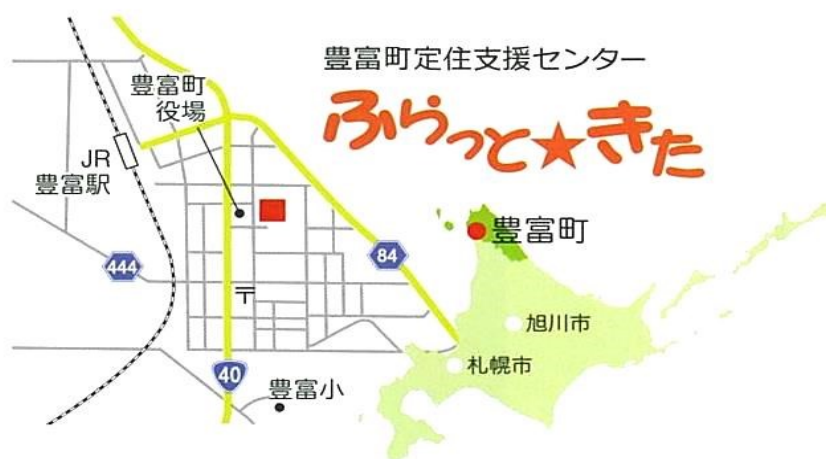 豊富町定住支援センター
ふらっと★きた
豊富町
役場
JR
豊富駅
444
84
〒
40
豊富小
豊富町
旭川市
札幌市